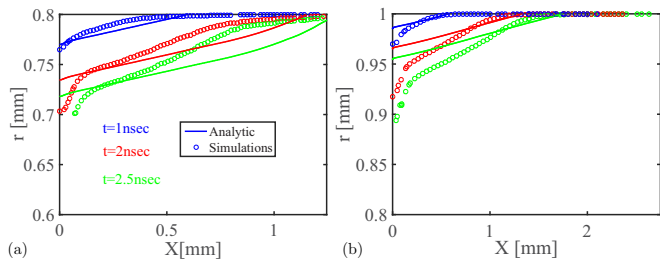 0.8
0.75
0.7
0.65
0.6
r [mm]
t=1nsec
t=2nsec
t=2.5nsec
Analytic
Simulations
0
0.5
1
X[mm]
(a)
1
0.95
0.9
0.85
0.8
r [mm]
0
1
2
X [mm]
(b)